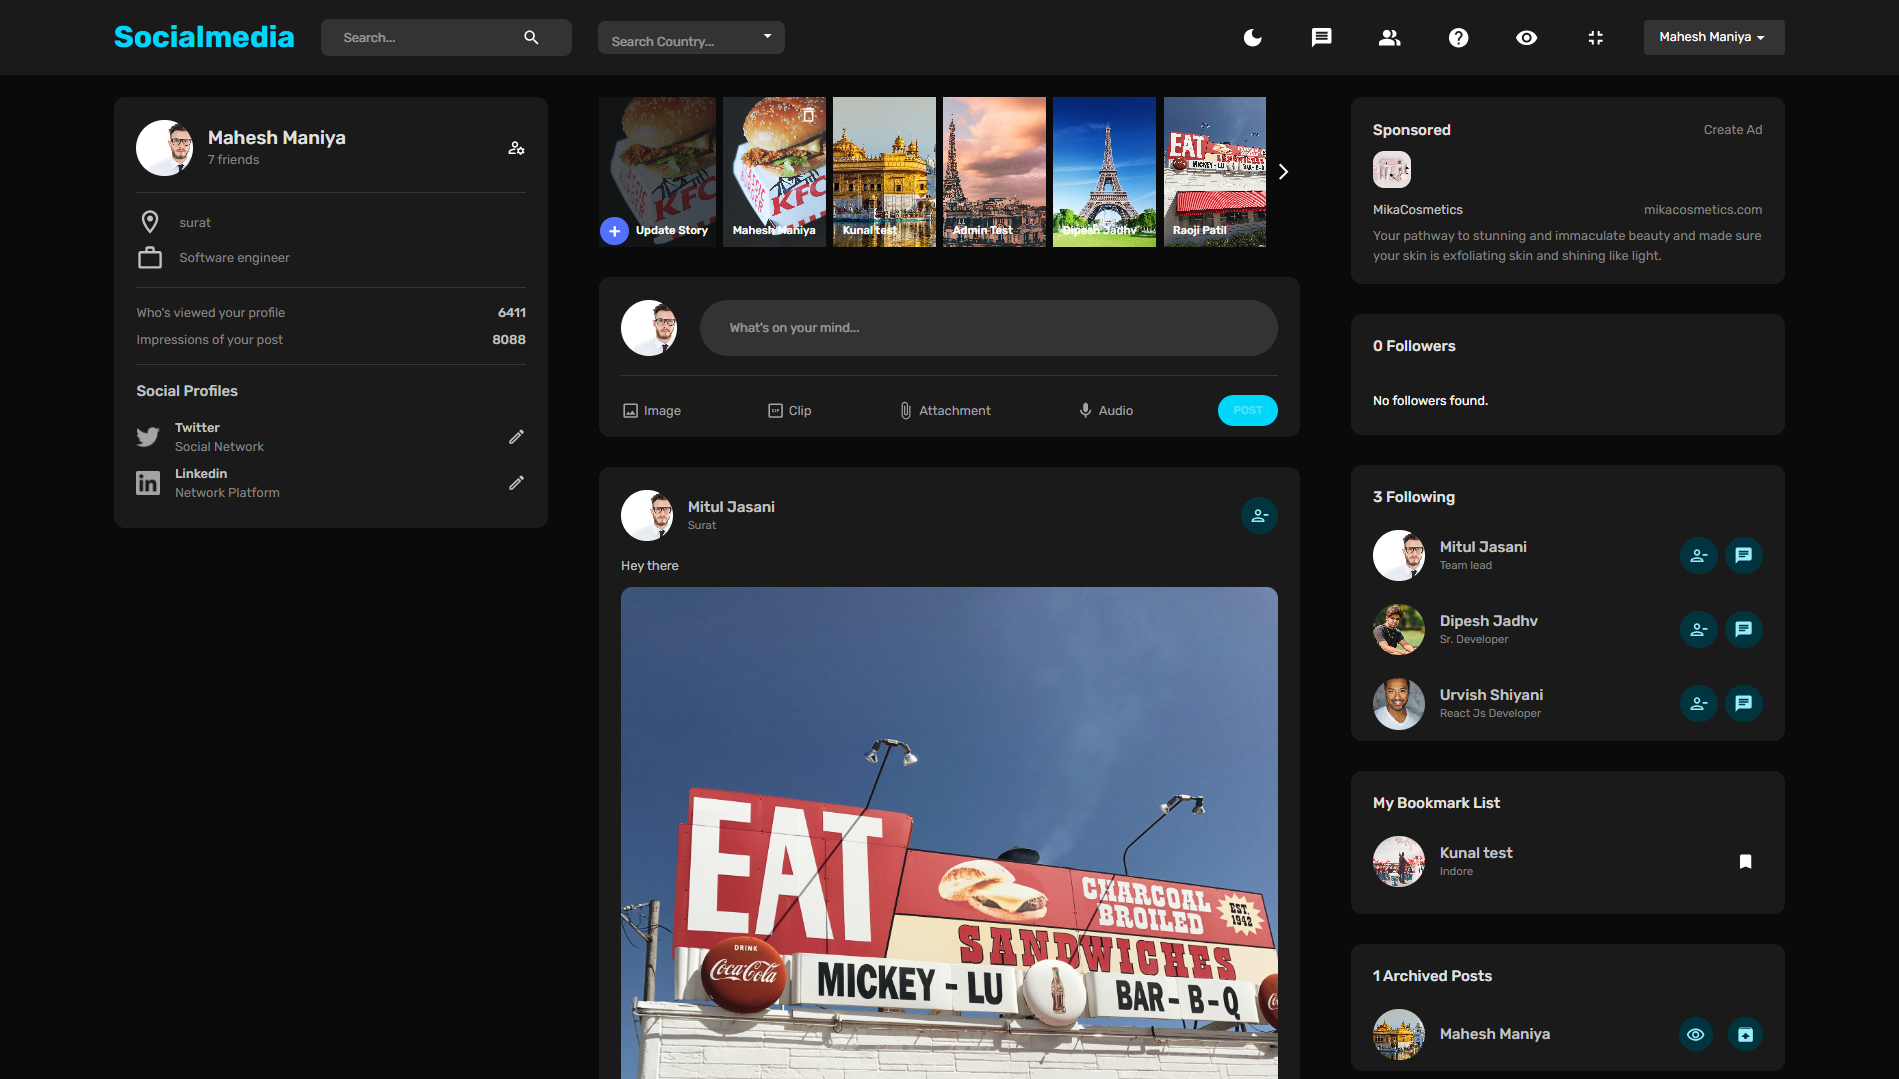 Socialmedia
Search...
Search Country...
Mahesh Maniya
Mahesh Maniya
7 friends
surat
Software engineer
Who's viewed your profile 6411
Impressions of your post 8088
Social Profiles
Twitter
Social Network
Linkedin
Network Platform
KFC
Update Story
KFC
Mahesh Maniya
Kunal test
Admin Test
Dipesh Jadhv
EAT
MICKEY - LU BAR - B - Q
Raoji Patil
What's on your mind...
Image Clip Attachment Audio POST
Mitul Jasani
Surat
Hey there
EAT
CHARCOAL
BROILED
EST.
1942
SANDWICHES
DRINK
Coca-Cola
MICKEY - LU BAR - B - Q
Sponsored Create Ad
MikaCosmetics mikacosmetics.com
Your pathway to stunning and immaculate beauty and made sure
your skin is exfoliating skin and shining like light.
0 Followers
No followers found.
3 Following
Mitul Jasani
Team lead
Dipesh Jadhv
Sr. Developer
Urvish Shiyani
React Js Developer
My Bookmark List
Kunal test
Indore
1 Archived Posts
Mahesh Maniya